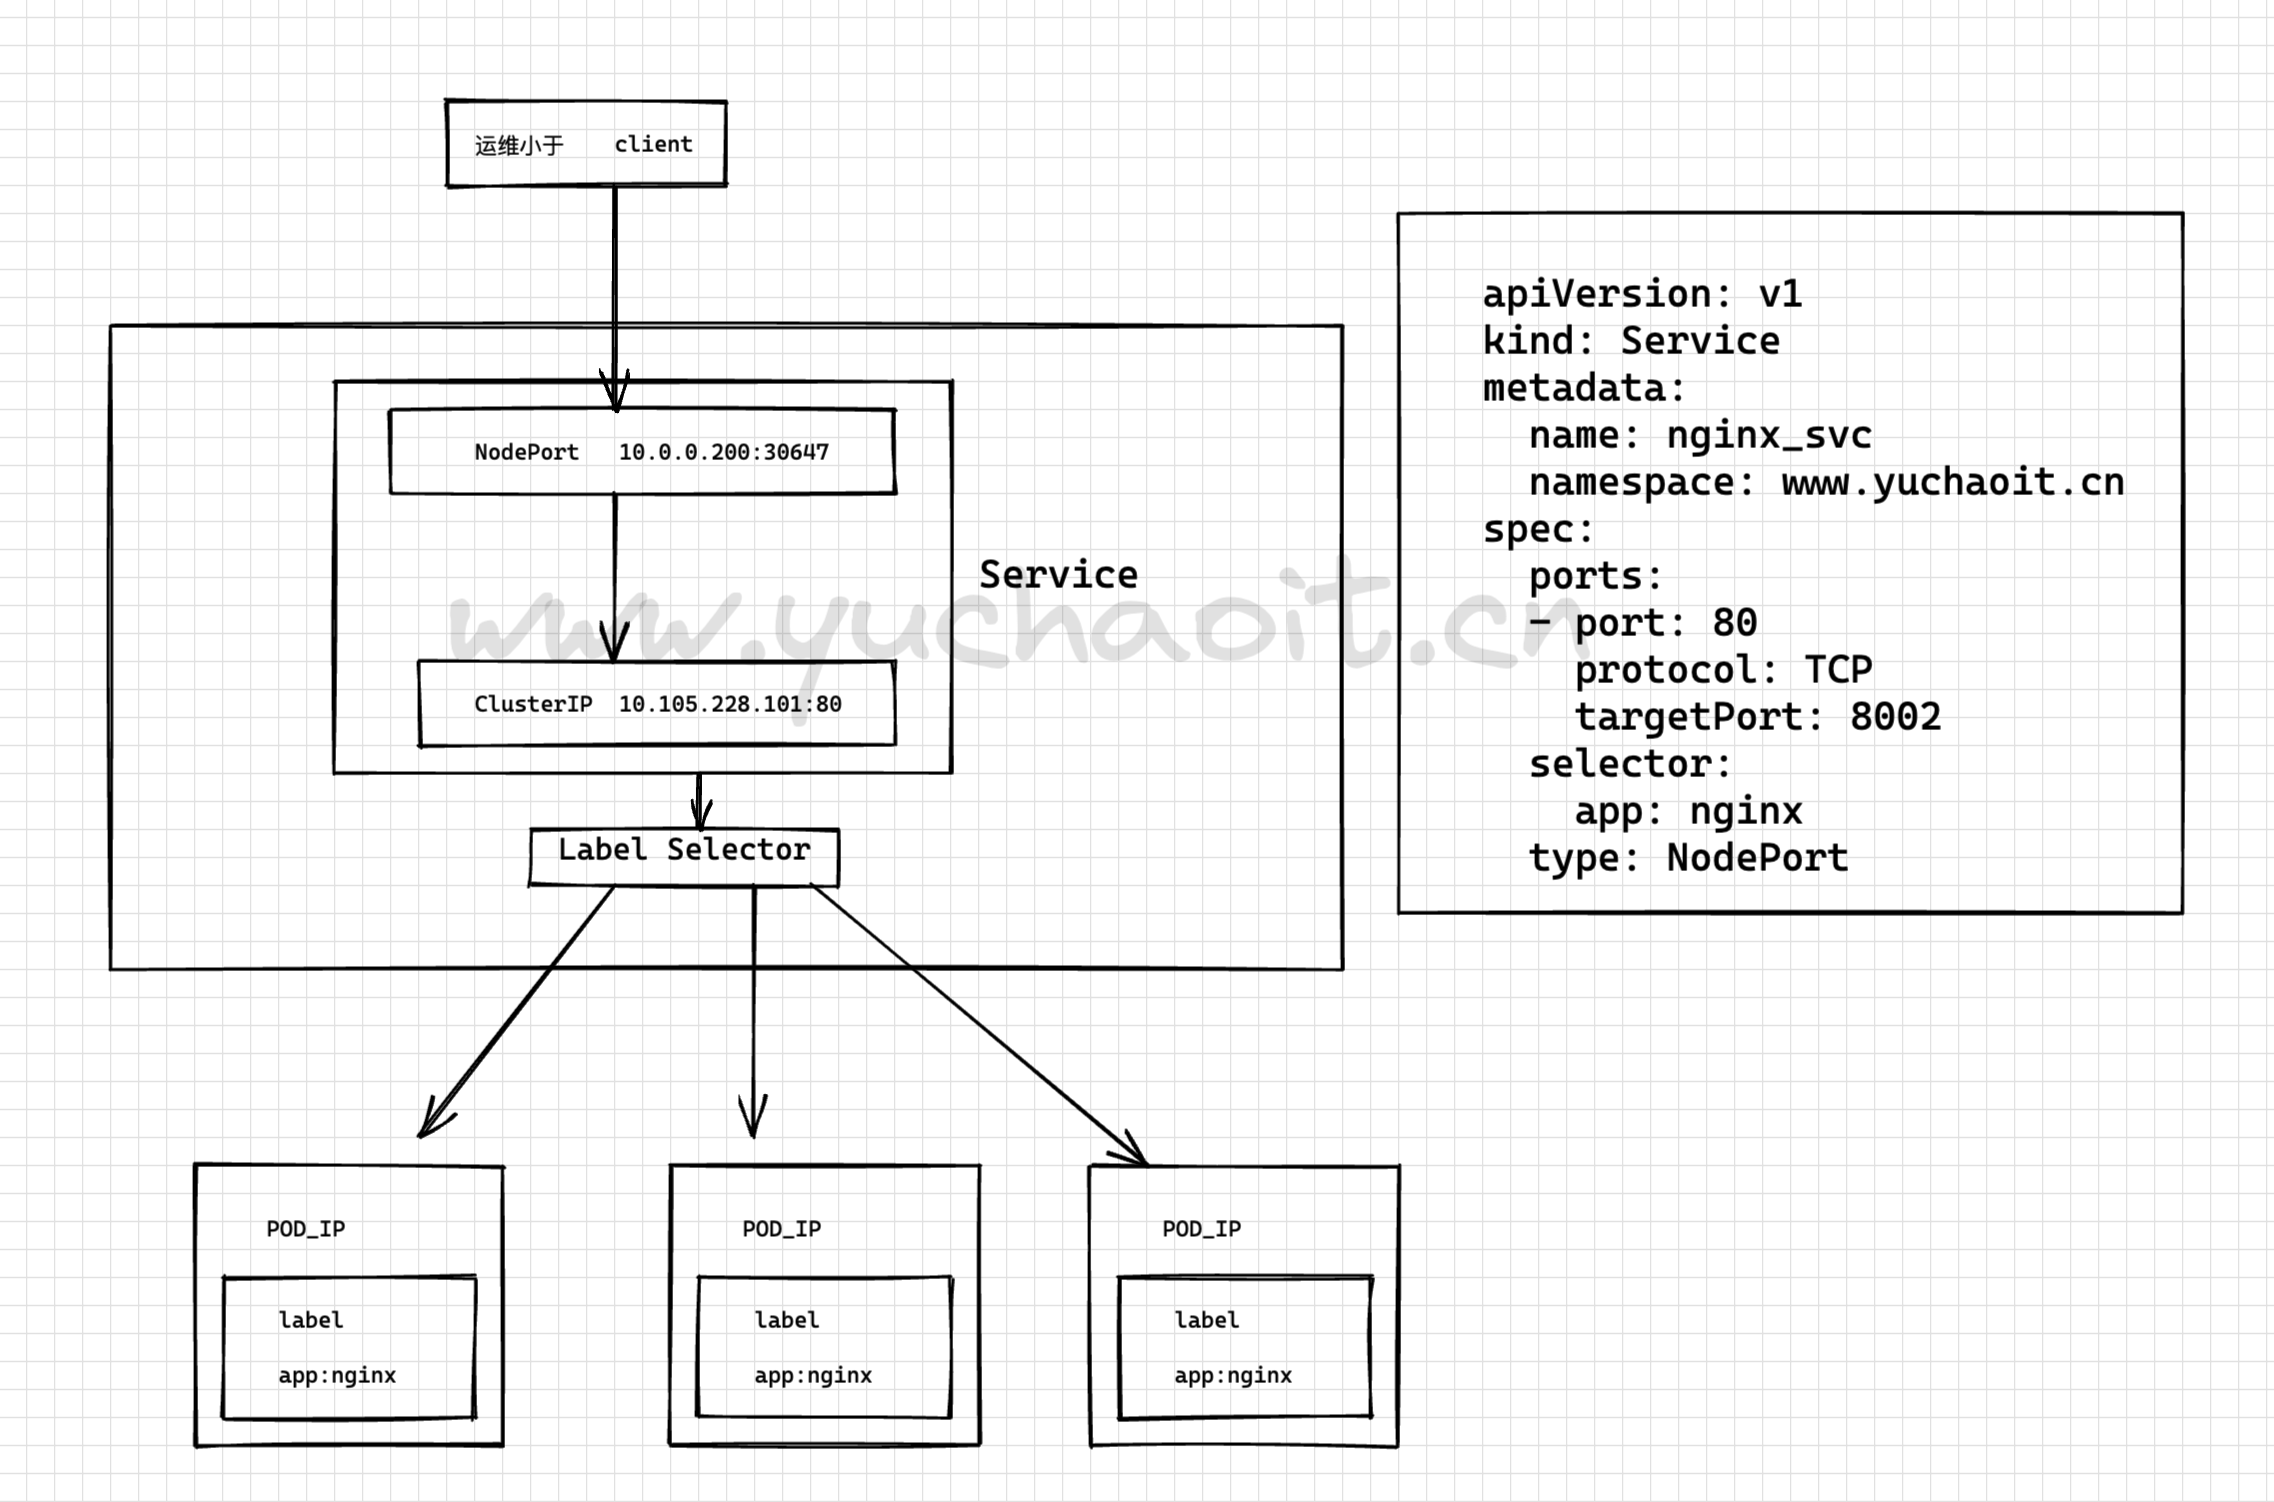 运维小于 client
NodePort 10.0.0.200:30647
Service
ClusterIP 10.105.228.101:80
Label Selector
POD_IP
label
app:nginx
POD_IP
label
app:nginx
POD_IP
label
app:nginx
apiVersion: v1
kind: Service
metadata:
  name: nginx_svc
  namespace: www.yuchaoit.cn
spec:
  ports:
  - port: 80
    protocol: TCP
    targetPort: 8002
  selector:
    app: nginx
  type: NodePort
www.yuchaoit.cn